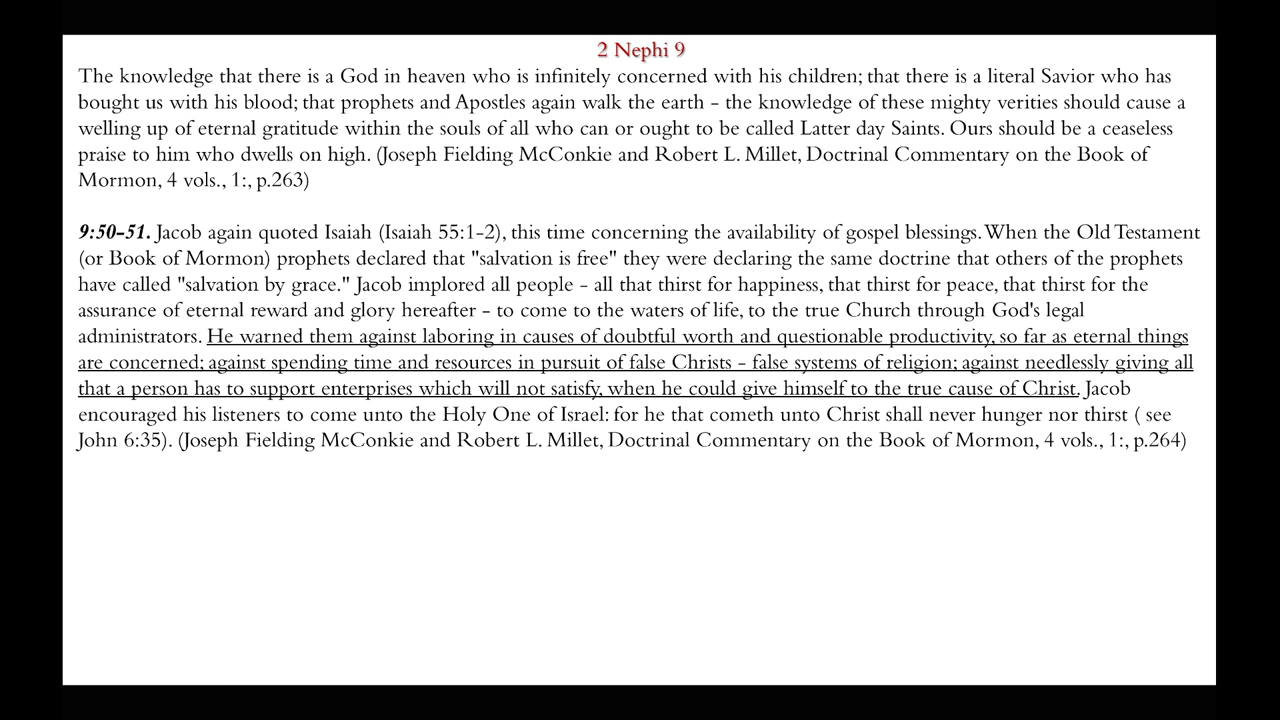 2 Nephi 9
The knowledge that there is a God in heaven who is infinitely concerned with his children; that there is a literal Savior who has
bought us with his blood; that prophets and Apostles again walk the earth - the knowledge of these mighty verities should cause a
welling up of eternal gratitude within the souls of all who can or ought to be called Latter day Saints. Ours should be a ceaseless
praise to him who dwells on high. (Joseph Fielding McConkie and Robert L. Millet, Doctrinal Commentary on the Book of
Mormon, 4 vols., 1:, p.263)
9:50-51. Jacob again quoted Isaiah (Isaiah 55:1-2), this time concerning the availability of gospel blessings. When the Old Testament
(or Book of Mormon) prophets declared that "salvation is free" they were declaring the same doctrine that others of the prophets
have called "salvation by grace." Jacob implored all people - all that thirst for happiness, that thirst for peace, that thirst for the
assurance of eternal reward and glory hereafter - to come to the waters of life, to the true Church through God's legal
administrators. He warned them against laboring in causes of doubtful worth and questionable productivity, so far as eternal things
are concerned; against spending time and resources in pursuit of false Christs - false systems of religion; against needlessly giving all
that a person has to support enterprises which will not satisfy, when he could give himself to the true cause of Christ. Jacob
encouraged his listeners to come unto the Holy One of Israel: for he that cometh unto Christ shall never hunger nor thirst ( see
John 6:35). (Joseph Fielding McConkie and Robert L. Millet, Doctrinal Commentary on the Book of Mormon, 4 vols., 1:, p.264)